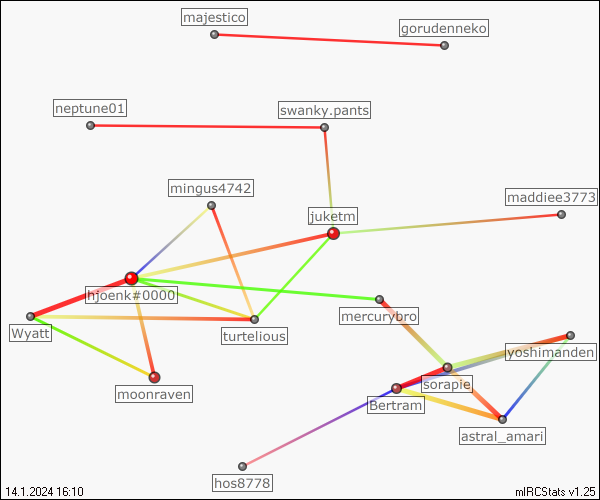 majestico
gorudenneko
neptune01
swanky.pants
mingus4742
maddiee3773
juketm
hjoenk#0000
mercurybro
Wyatt
turtelious
yoshimanden
sorapie
moonraven
Bertram
astral_amari
hos8778
14.1.2024 16:10
mIRCStats v1.25